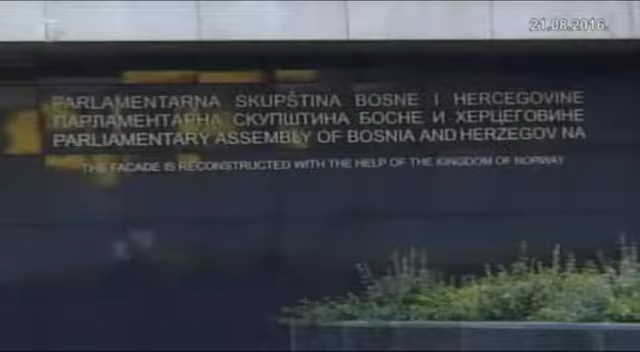 21.08.2016.
PARLAMENTARNA SKUPŠTINA BOSNE I HERCEGOVINE
ПАРЛАМЕНТАРНА СКУПШТИНА БОСНЕ И ХЕРЦЕГОВИНЕ
PARLIAMENTARY ASSEMBLY OF BOSNIA AND HERZEGOV NA
THE FACADE IS RECONSTRUCTED WITH THE HELP OF THE KINGDOM OF NORWAY